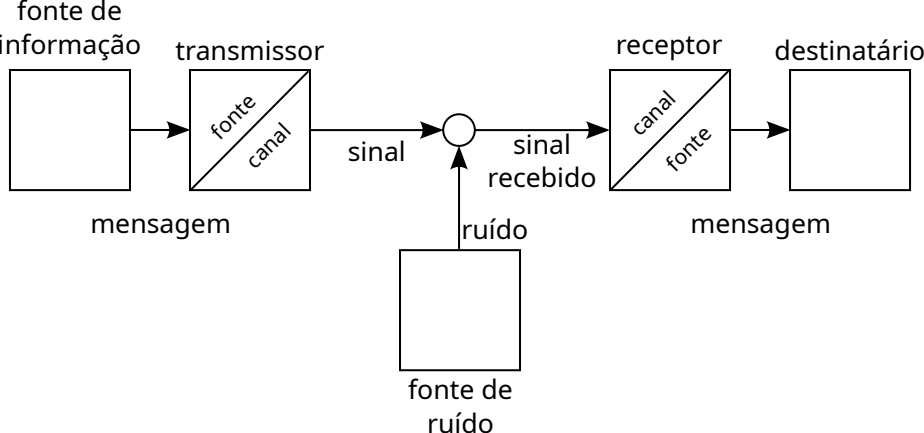 fonte de
informação
transmissor
receptor
destinatário
fonte
canal
canal
fonte
sinal
sinal
recebido
mensagem
ruído
mensagem
fonte de
ruído